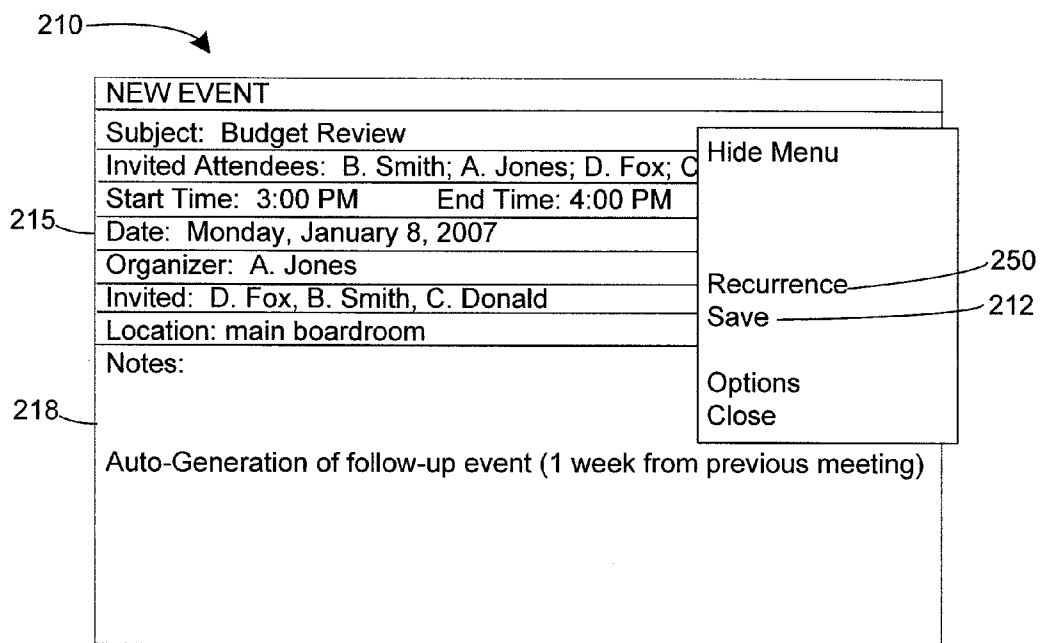 210
NEW EVENT
Subject: Budget Review
Invited Attendees: B. Smith; A. Jones; D. Fox; C
Hide Menu
Start Time: 3:00 PM End Time: 4:00 PM
215
Date: Monday, January 8, 2007
Organizer: A. Jones
250
Recurrence
Invited: D. Fox, B. Smith, C. Donald
212
Save
Location: main boardroom
Notes:
Options
218
Close
Auto-Generation of follow-up event (1 week from previous meeting)